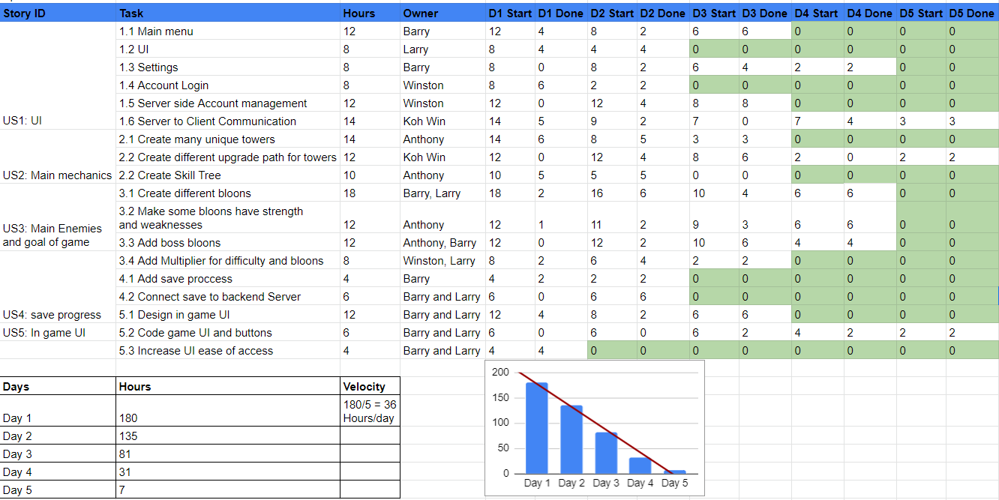 Story ID Task Hours Owner D1 Start D1 Done D2 Start D2 Done D3 Start D3 Done D4 Start D4 Done D5 Start D5 Done
1.1 Main menu 12 Barry 12 4 8 2 6 6 0 0 0 0
1.2 UI 8 Larry 8 4 4 4 0 0 0 0 0 0
1.3 Settings 8 Barry 8 0 8 2 6 4 2 2 0 0
1.4 Account Login 8 Winston 8 6 2 2 0 0 0 0 0 0
1.5 Server side Account management 12 Winston 12 0 12 4 8 8 0 0 0 0
US1: UI 1.6 Server to Client Communication 14 Koh Win 14 5 9 2 7 0 7 4 3 3
2.1 Create many unique towers 14 Anthony 14 6 8 5 3 3 0 0 0 0
2.2 Create different upgrade path for towers 12 Koh Win 12 0 12 4 8 6 2 0 2 2
US2: Main mechanics 2.2 Create Skill Tree 10 Anthony 10 5 5 5 0 0 0 0 0 0
3.1 Create different bloons 18 Barry, Larry 18 2 16 6 10 4 6 6 0 0
3.2 Make some bloons have strength
and weaknesses 12 Anthony 12 1 11 2 9 3 6 6 0 0
US3: Main Enemies
and goal of game 3.3 Add boss bloons 12 Anthony, Barry 12 0 12 2 10 6 4 4 0 0
3.4 Add Multiplier for difficulty and bloons 8 Winston, Larry 8 2 6 4 2 2 0 0 0 0
4.1 Add save proccess 4 Barry 4 2 2 2 0 0 0 0 0 0
4.2 Connect save to backend Server 6 Barry and Larry 6 0 6 6 0 0 0 0 0 0
US4: save progress 5.1 Design in game UI 12 Barry and Larry 12 4 8 2 6 6 0 0 0 0
US5: In game UI 5.2 Code game UI and buttons 6 Barry and Larry 6 0 6 0 6 2 4 2 2 2
5.3 Increase UI ease of access 4 Barry and Larry 4 4 0 0 0 0 0 0 0 0
Days Hours Velocity
180/5 = 36
Day 1 180 Hours/day
Day 2 135
Day 3 81
Day 4 31
Day 5 7
200
150
100
50
0
Day 1 Day 2 Day 3 Day 4 Day 5